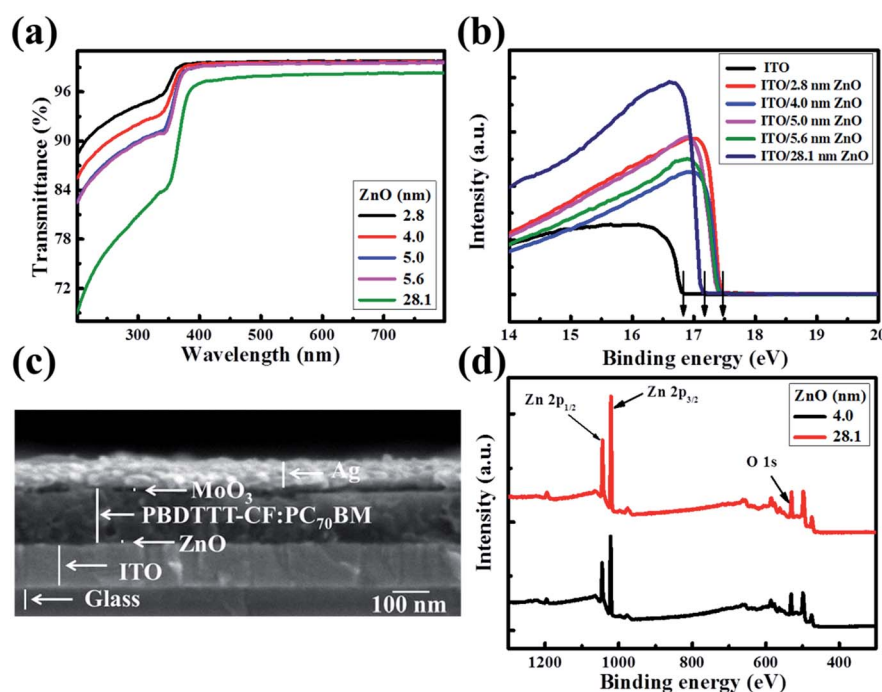 (a)
Transmittance (%)
96
90
84
78
72
300
400
500
600
700
Wavelength (nm)
ZnO (nm)
2.8
4.0
5.0
5.6
28.1
(b)
Intensity (a.u.)
14
15
16
17
18
19
20
Binding energy (eV)
ITO
ITO/2.8 nm ZnO
ITO/4.0 nm ZnO
ITO/5.0 nm ZnO
ITO/5.6 nm ZnO
ITO/28.1 nm ZnO
(c)
Ag
MoO₃
PBDTTT-CF:PC₇₀BM
ZnO
ITO
Glass
100 nm
(d)
Intensity (a.u.)
Zn 2p₁/₂
Zn 2p₃/₂
O 1s
ZnO (nm)
4.0
28.1
1200
1000
800
600
400
Binding energy (eV)